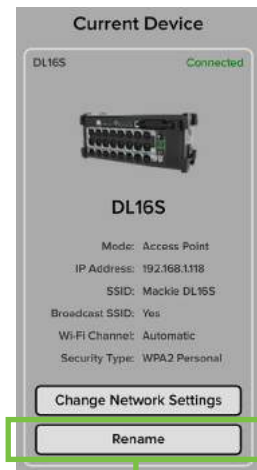 Current Device
DL16S Connected
DL16S
Mode: Access Point
IP Address: 192.168.1.118
SSID: Mackie DL16S
Broadcast SSID: Yes
Wi-Fi Channel: Automatic
Security Type: WPA2 Personal
Change Network Settings
Rename